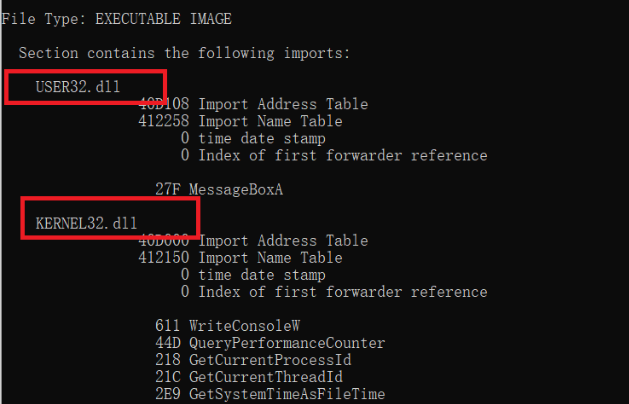 File Type: EXECUTABLE IMAGE
Section contains the following imports:
USER32.dll
40D108 Import Address Table
412258 Import Name Table
0 time date stamp
0 Index of first forwarder reference
27F MessageBoxA
KERNEL32.dll
40D000 Import Address Table
412150 Import Name Table
0 time date stamp
0 Index of first forwarder reference
611 WriteConsoleW
44D QueryPerformanceCounter
218 GetCurrentProcessId
21C GetCurrentThreadId
2E9 GetSystemTimeAsFileTime